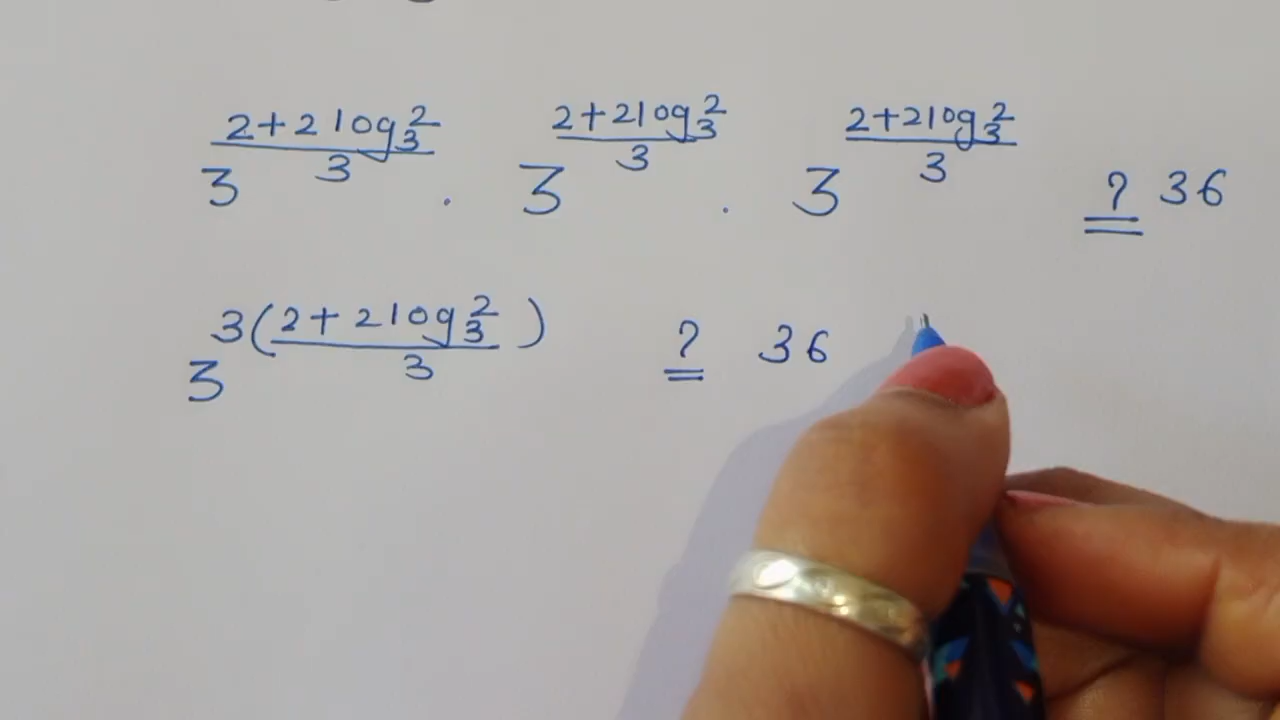 3^((2+2log_3 2)/3) . 3^((2+2log_3 2)/3) . 3^((2+2log_3 2)/3) ?= 36
3^(3((2+2log_3 2)/3)) ?= 36